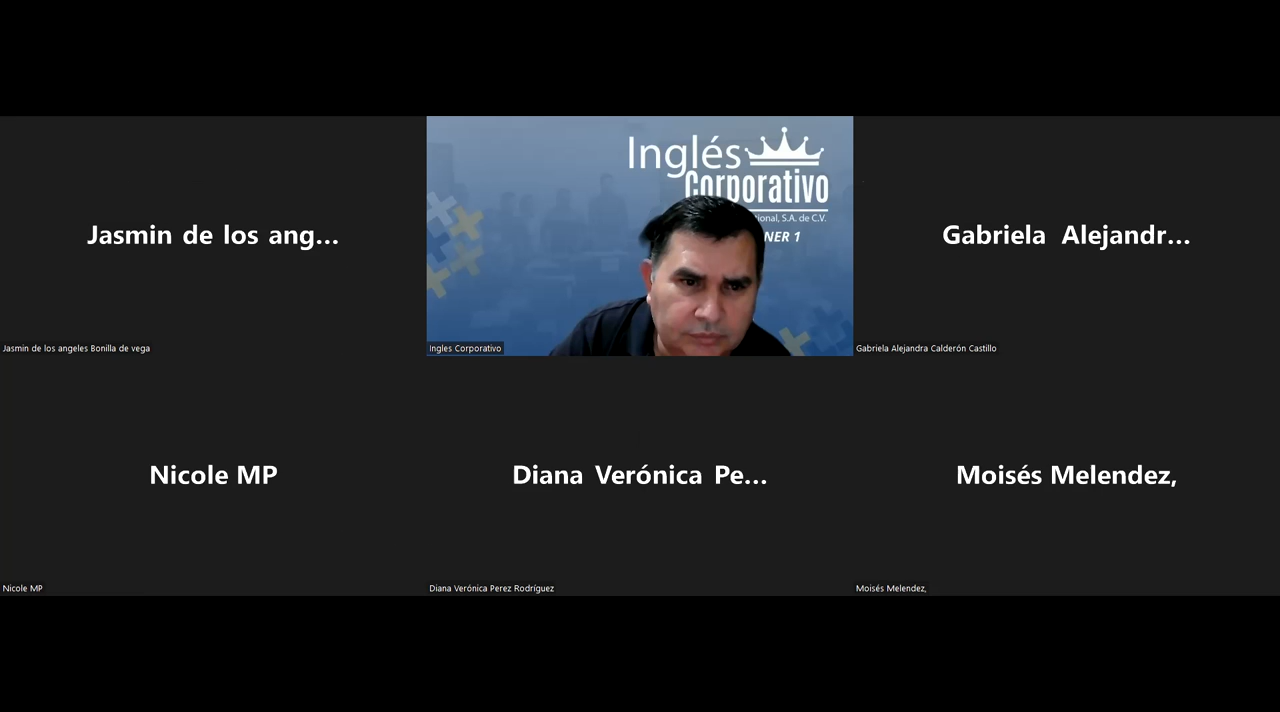 Jasmin de los ang...
Jasmin de los angeles Bonilla de vega
Inglés
Corporativo
ional, S.A. de C.V.
NER 1
Ingles Corporativo
Gabriela Alejandr...
Gabriela Alejandra Calderón Castillo
Nicole MP
Nicole MP
Diana Verónica Pe...
Diana Verónica Perez Rodríguez
Moisés Melendez,
Moisés Melendez,